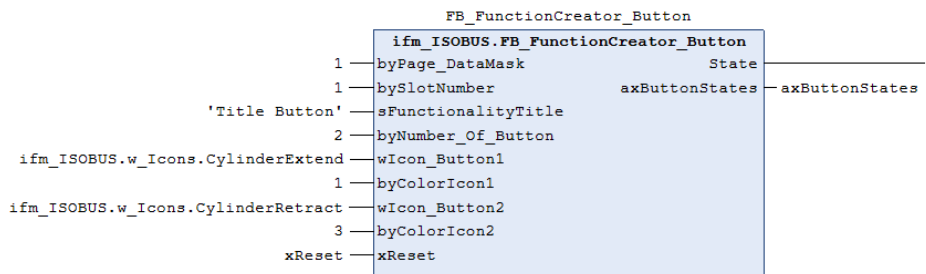 FB_FunctionCreator_Button
ifm_ISOBUS.FB_FunctionCreator_Button
1 byPage_DataMask State
1 bySlotNumber axButtonStates axButtonStates
'Title Button' sFunctionalityTitle
2 byNumber_Of_Button
ifm_ISOBUS.w_Icons.CylinderExtend wIcon_Button1
1 byColorIcon1
ifm_ISOBUS.w_Icons.CylinderRetract wIcon_Button2
3 byColorIcon2
xReset xReset